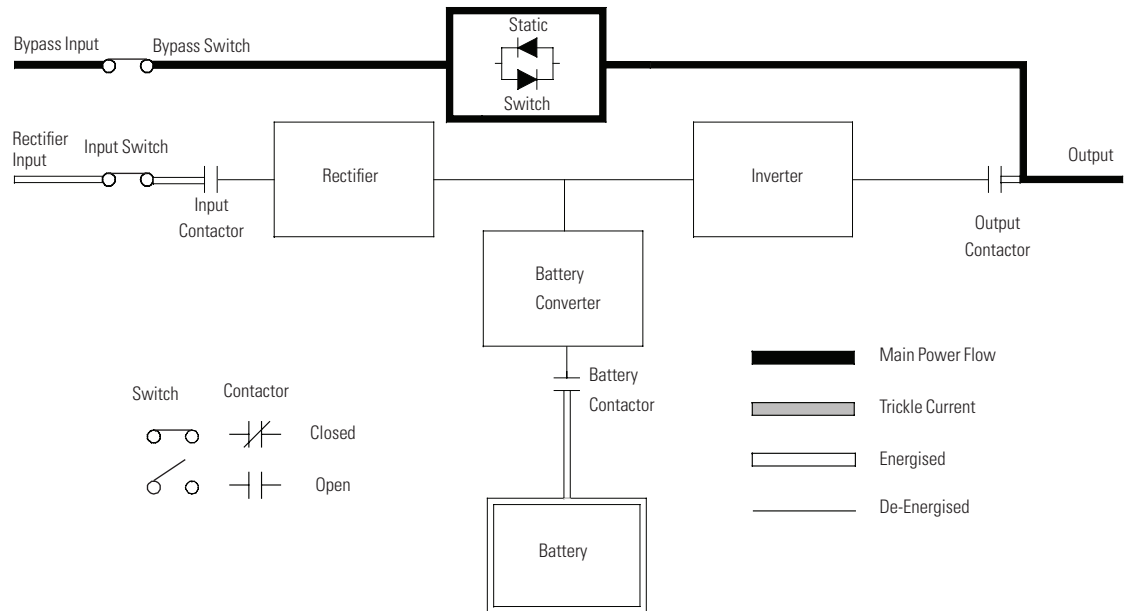 Static
Switch
Bypass Input
Bypass Switch
Rectifier
Input
Input Switch
Input
Contactor
Rectifier
Inverter
Output
Output
Contactor
Battery
Converter
Battery
Contactor
Battery
Switch
Contactor
Closed
Open
Main Power Flow
Trickle Current
Energised
De-Energised